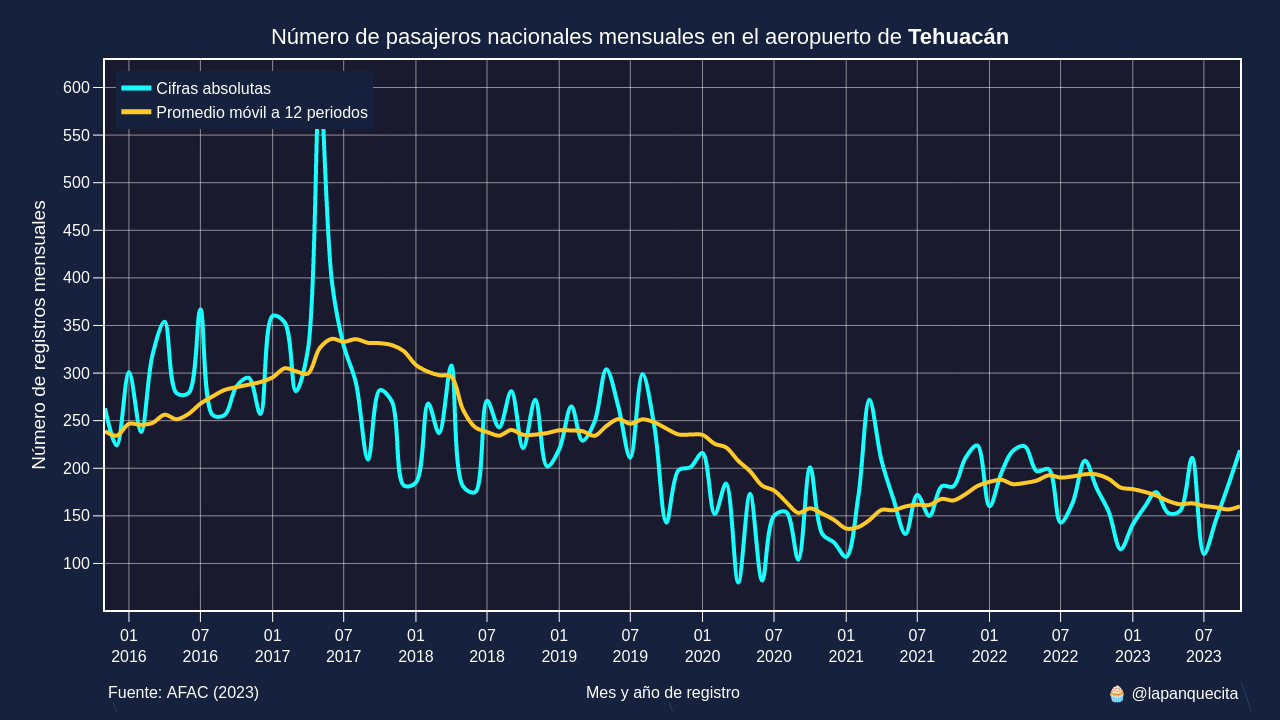 Número de pasajeros nacionales mensuales en el aeropuerto de Tehuacán
Cifras absolutas
Promedio móvil a 12 periodos
Número de registros mensuales
600
550
500
450
400
350
300
250
200
150
100
01 07 01 07 01 07 01 07 01 07 01 07 01 07 01 07
2016 2016 2017 2017 2018 2018 2019 2019 2020 2020 2021 2021 2022 2022 2023 2023
Fuente: AFAC (2023) Mes y año de registro 🧁 @lapanquecita